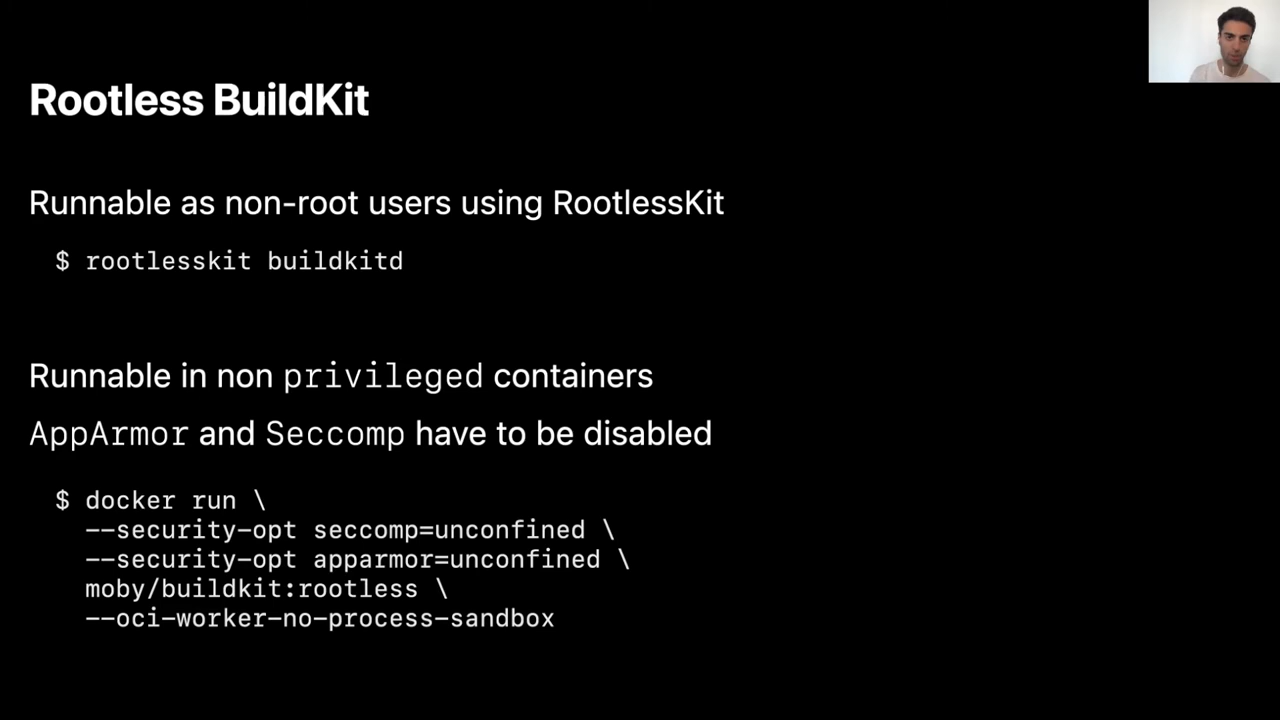 Rootless BuildKit
Runnable as non-root users using RootlessKit
$ rootlesskit buildkitd
Runnable in non privileged containers
AppArmor and Seccomp have to be disabled
$ docker run \
--security-opt seccomp=unconfined \
--security-opt apparmor=unconfined \
moby/buildkit:rootless \
--oci-worker-no-process-sandbox